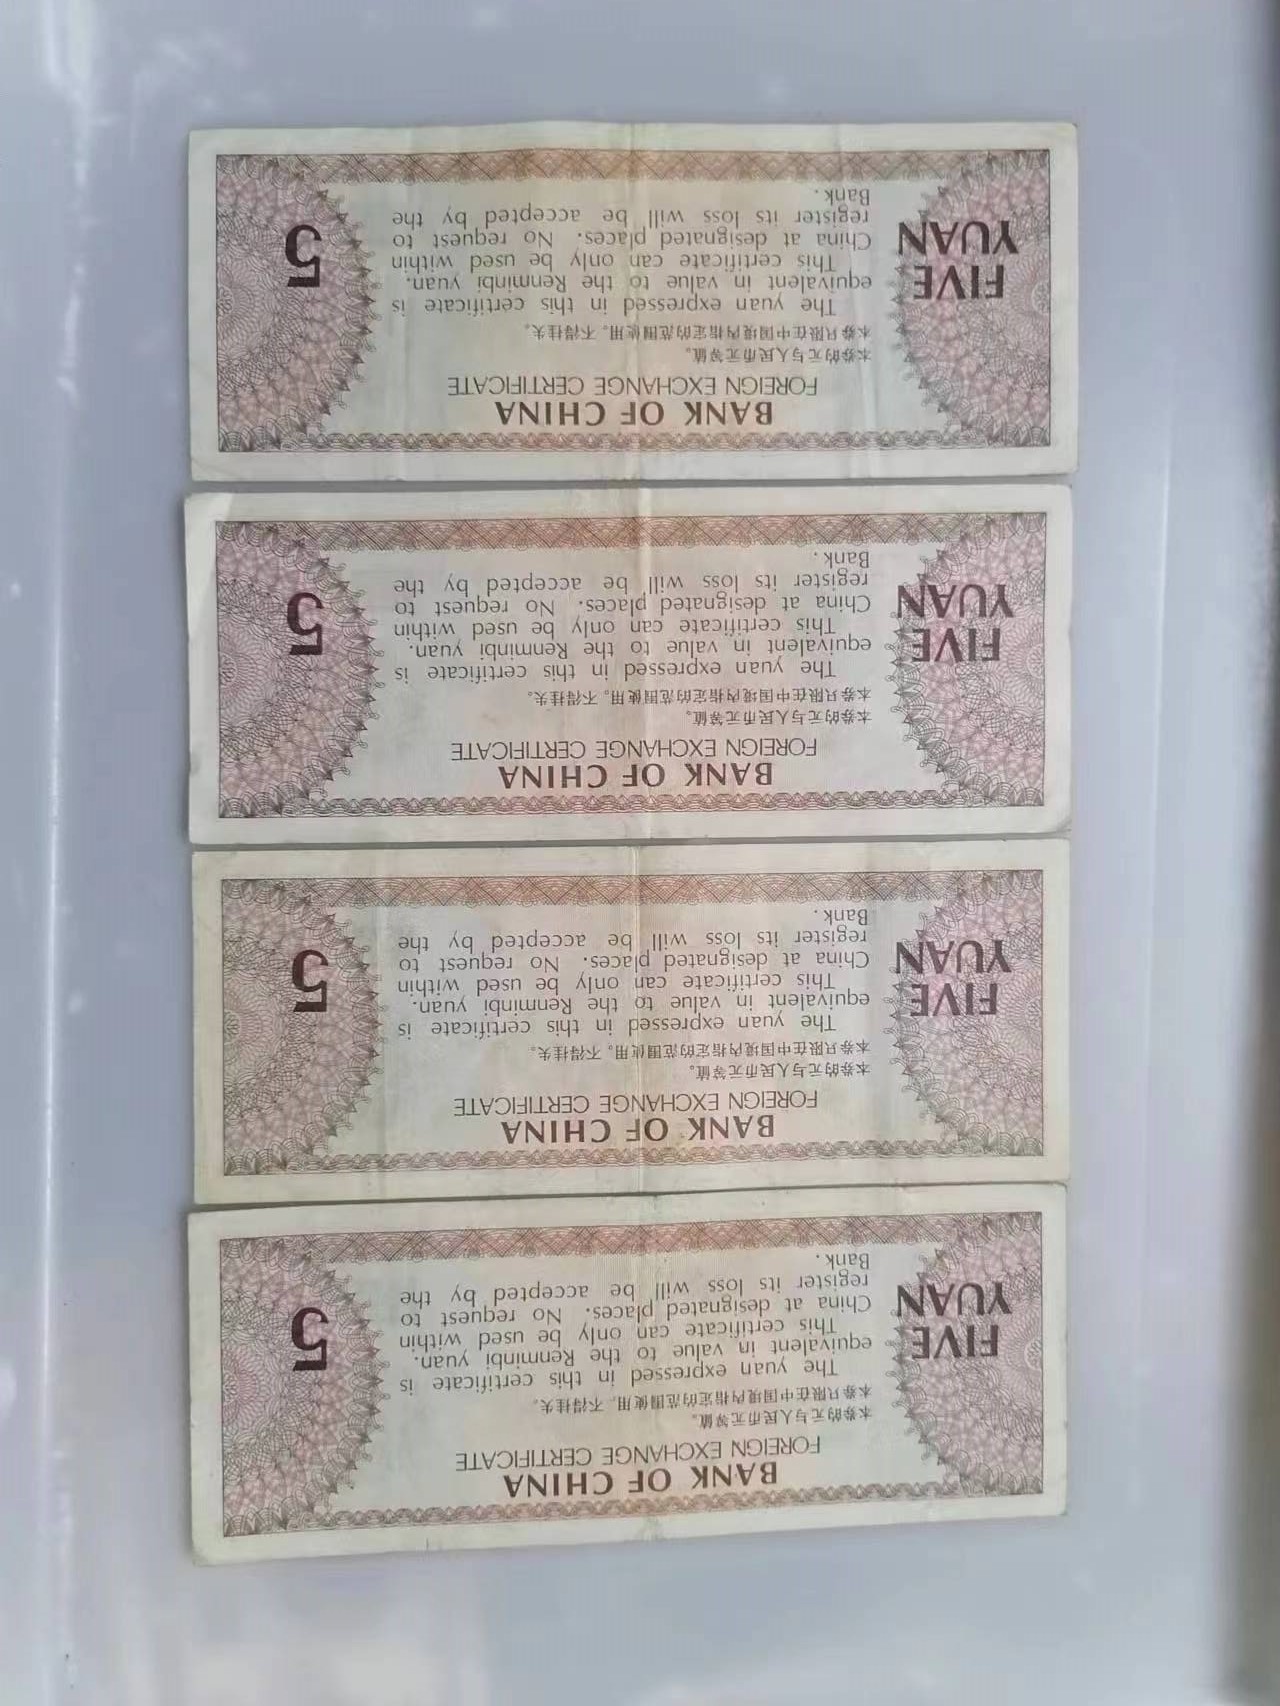 BANK OF CHINA
FOREIGN EXCHANGE CERTIFICATE
本券的元与人民币元等值。
本券只限在中国境内指定的范围使用。不得挂失。
The yuan expressed in this certificate is
equivalent in value to the Renminbi yuan.
This certificate can only be used within
China at designated places. No request to
register its loss will be accepted by the
Bank.
FIVE
YUAN
5
BANK OF CHINA
FOREIGN EXCHANGE CERTIFICATE
本券的元与人民币元等值。
本券只限在中国境内指定的范围使用。不得挂失。
The yuan expressed in this certificate is
equivalent in value to the Renminbi yuan.
This certificate can only be used within
China at designated places. No request to
register its loss will be accepted by the
Bank.
FIVE
YUAN
5
BANK OF CHINA
FOREIGN EXCHANGE CERTIFICATE
本券的元与人民币元等值。
本券只限在中国境内指定的范围使用。不得挂失。
The yuan expressed in this certificate is
equivalent in value to the Renminbi yuan.
This certificate can only be used within
China at designated places. No request to
register its loss will be accepted by the
Bank.
FIVE
YUAN
5
BANK OF CHINA
FOREIGN EXCHANGE CERTIFICATE
本券的元与人民币元等值。
本券只限在中国境内指定的范围使用。不得挂失。
The yuan expressed in this certificate is
equivalent in value to the Renminbi yuan.
This certificate can only be used within
China at designated places. No request to
register its loss will be accepted by the
Bank.
FIVE
YUAN
5